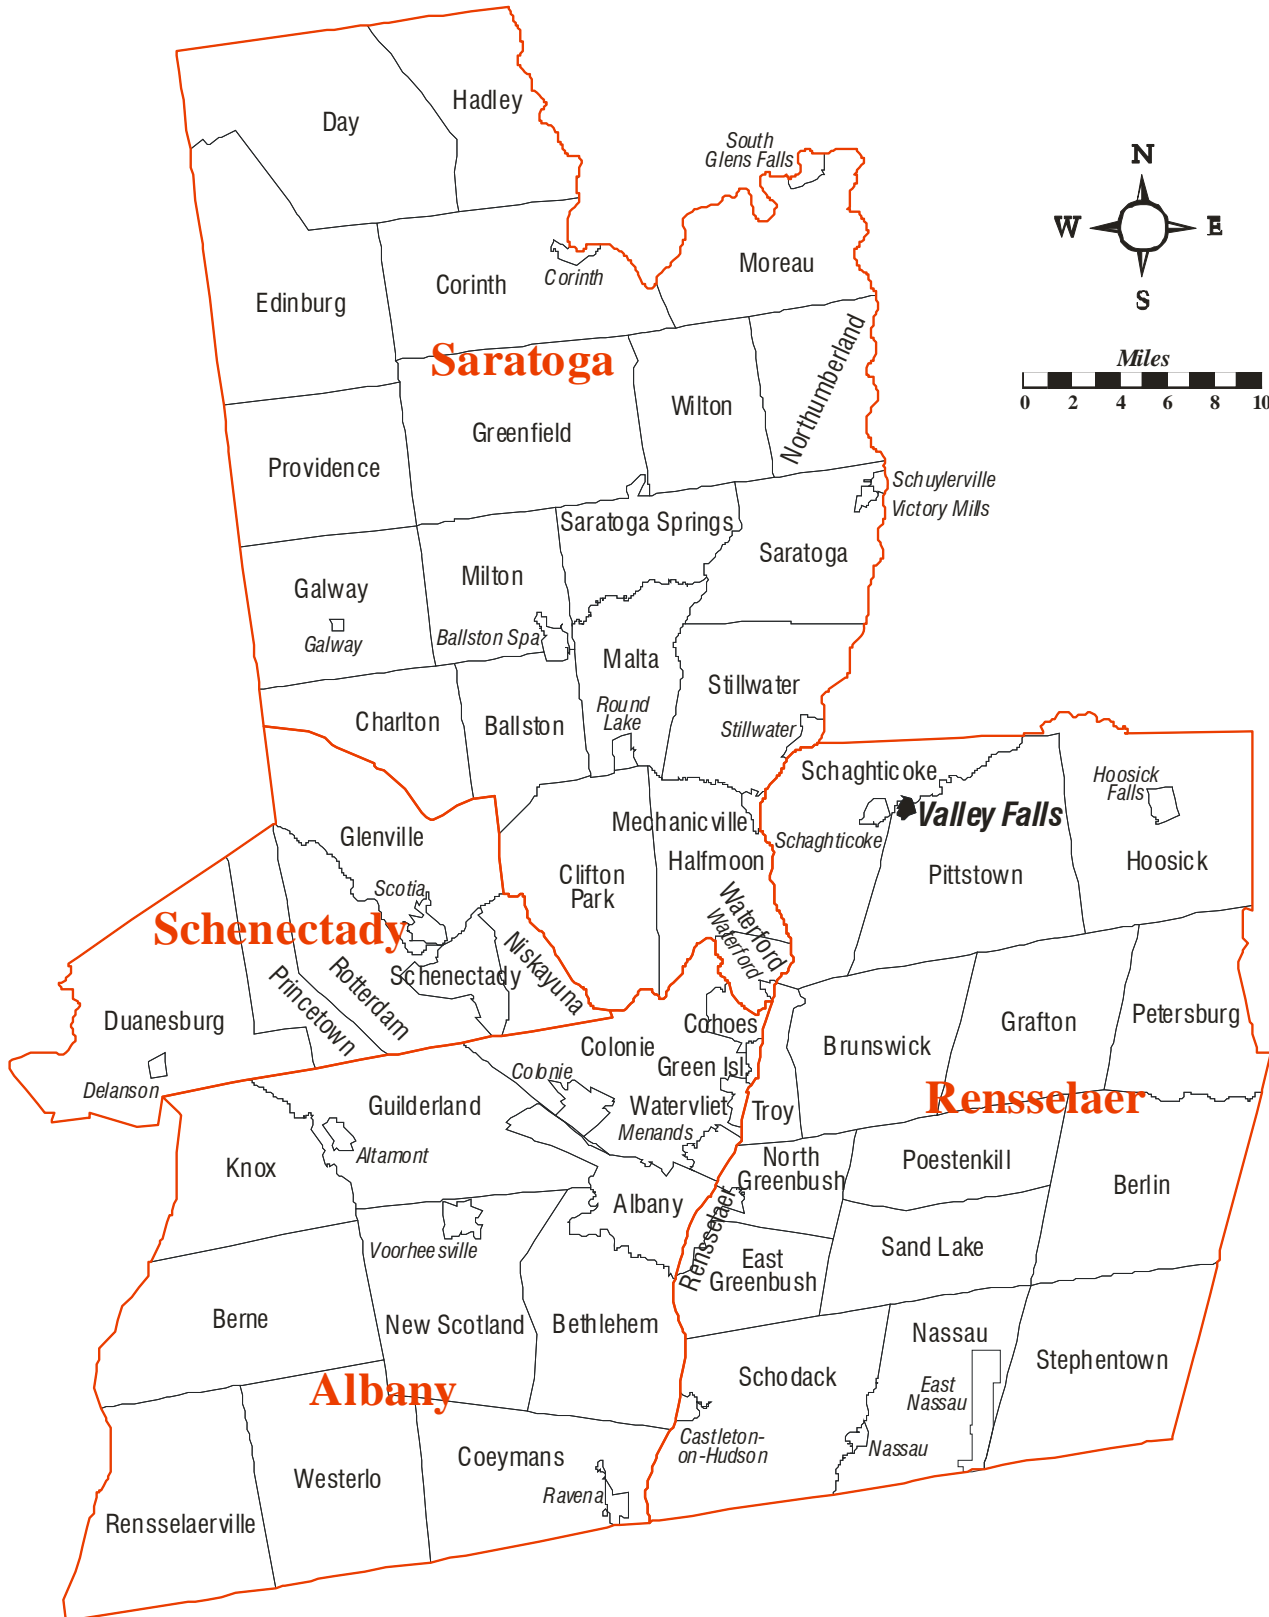 Hadley
Day
South
Glens Falls
N
W
E
S
Moreau
Corinth
Corinth
Edinburg
Miles
0 2 4 6 8 10
Saratoga
Northumberland
Wilton
Greenfield
Providence
Schuylerville
Victory Mills
Saratoga Springs
Saratoga
Milton
Galway
Galway
Ballston Spa
Malta
Stillwater
Round
Lake
Stillwater
Charlton
Ballston
Schaghticoke
Hoosick
Falls
Valley Falls
Mechanicville
Schaghticoke
Glenville
Halfmoon
Hoosick
Clifton
Park
Pittstown
Scotia
Waterford
Waterford
Schenectady
Niskayuna
Schenectady
Rotterdam
Princetown
Duanesburg
Cohoes
Grafton
Petersburg
Colonie
Brunswick
Green Isl.
Colonie
Delanson
Guilderland
Watervliet
Troy
Rensselaer
Menands
Altamont
Knox
North
Greenbush
Poestenkill
Berlin
Albany
Rensselaer
Voorheesville
Sand Lake
East
Greenbush
Berne
New Scotland
Bethlehem
Nassau
Stephentown
Schodack
Albany
East
Nassau
Castleton-
on-Hudson
Nassau
Coeymans
Westerlo
Ravena
Rensselaerville